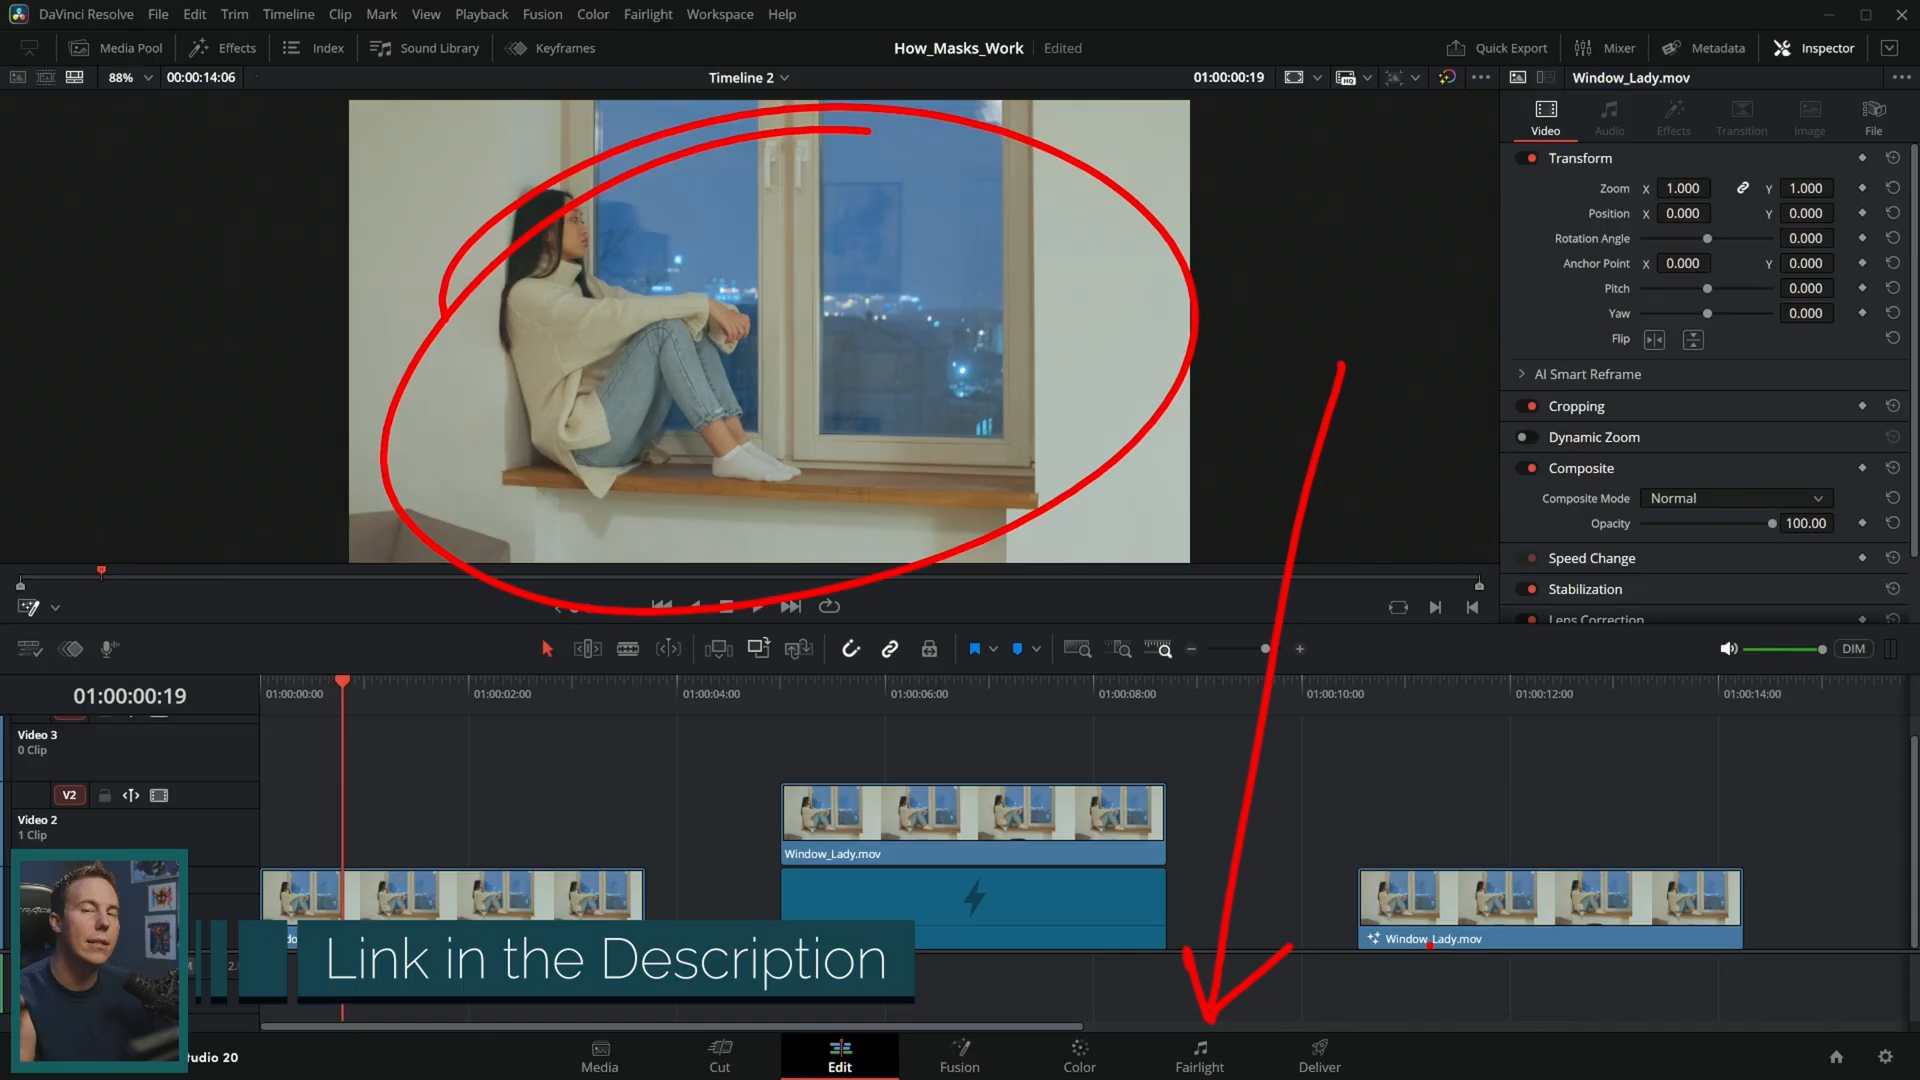 DaVinci Resolve File Edit Trim Timeline Clip Mark View Playback Fusion Color Fairlight Workspace Help
Media Pool Effects Index Sound Library Keyframes How_Masks_Work Edited Quick Export Mixer Metadata Inspector
88% 00:00:14:06 Timeline 2 01:00:00:19 Window_Lady.mov
Video Audio Effects Transition Image File
Transform
Zoom X 1.000 Y 1.000
Position X 0.000 Y 0.000
Rotation Angle 0.000
Anchor Point X 0.000 Y 0.000
Pitch 0.000
Yaw 0.000
Flip
AI Smart Reframe
Cropping
Dynamic Zoom
Composite
Composite Mode Normal
Opacity 100.00
Speed Change
Stabilization
Lens Correction
DIM
01:00:00:19
01:00:00:00 01:00:02:00 01:00:04:00 01:00:06:00 01:00:08:00 01:00:10:00 01:00:12:00 01:00:14:00
Video 3
0 Clip
V2
Video 2
1 Clip
Window_Lady.mov
Window_Lady.mov
Link in the Description
tudio 20
Media Cut Edit Fusion Color Fairlight Deliver